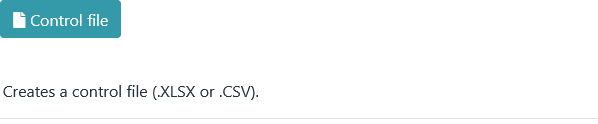 Control file
Creates a control file (.XLSX or .CSV).